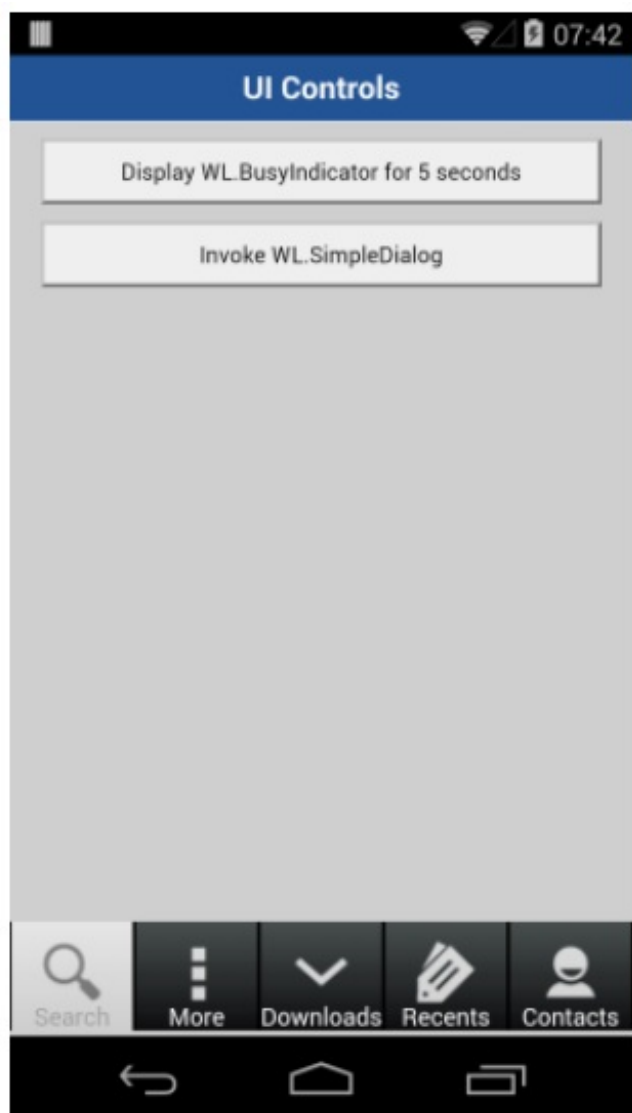 07:42
UI Controls
Display WL.BusyIndicator for 5 seconds
Invoke WL.SimpleDialog
Search More Downloads Recents Contacts